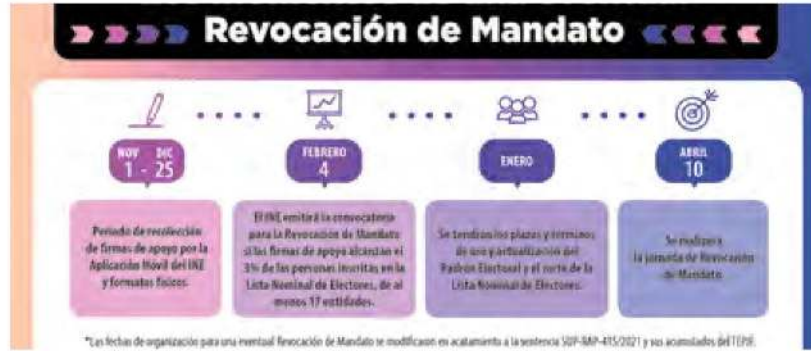 Revocación de Mandato
NOV DIC
1 - 25
FEBRERO
4
ENERO
ABRIL
10
Periodo de recolección
de firmas de apoyo por la
Aplicación Móvil del INE
y formatos físicos.
El INE emitirá la convocatoria
para la Revocación de Mandato
si las firmas de apoyo alcanzan el
3% de las personas inscritas en la
Lista Nominal de Electores, de al
menos 17 entidades.
Se tendrán los plazos y términos
de uso y actualización del
Padrón Electoral y el corte de la
Lista Nominal de Electores.
Se realizará
la jornada de Revocación
de Mandato.
*Las fechas de organización para una eventual Revocación de Mandato se modificaron en acatamiento a la sentencia SUP-RAP-415/2021 y sus acumulados del TEPJF.